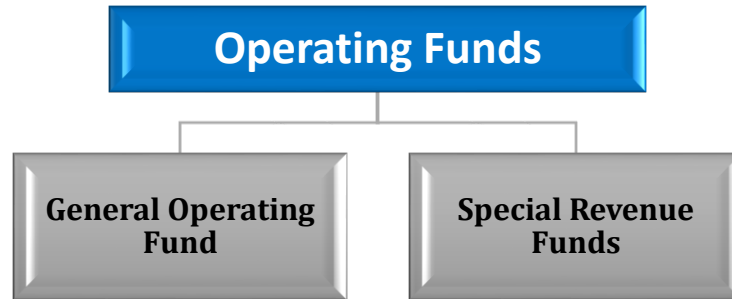 Operating Funds
General Operating
Fund
Special Revenue
Funds